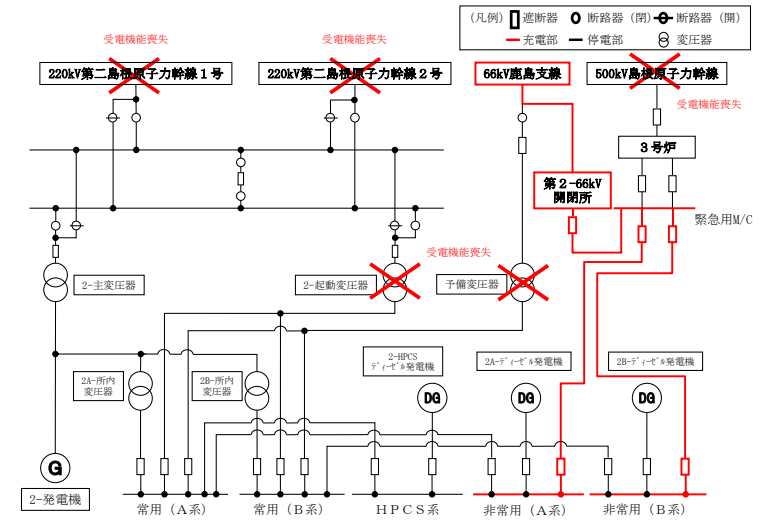 （凡例） 遮断器 断路器（閉） 断路器（開）
充電部 停電部 変圧器
受電機能喪失
受電機能喪失
220kV第二島根原子力幹線１号
220kV第二島根原子力幹線２号
66kV鹿島支線
500kV島根原子力幹線
受電機能喪失
３号炉
第２−66kV
開閉所
緊急用M/C
受電機能喪失
2-主変圧器
2-起動変圧器
予備変圧器
2A-所内
変圧器
2B-所内
変圧器
2-HPCS
ﾃﾞｨｰｾﾞﾙ発電機
2A-ﾃﾞｨｰｾﾞﾙ発電機
2B-ﾃﾞｨｰｾﾞﾙ発電機
DG
DG
DG
G
2-発電機
常用（Ａ系）
常用（Ｂ系）
ＨＰＣＳ系
非常用（Ａ系）
非常用（Ｂ系）